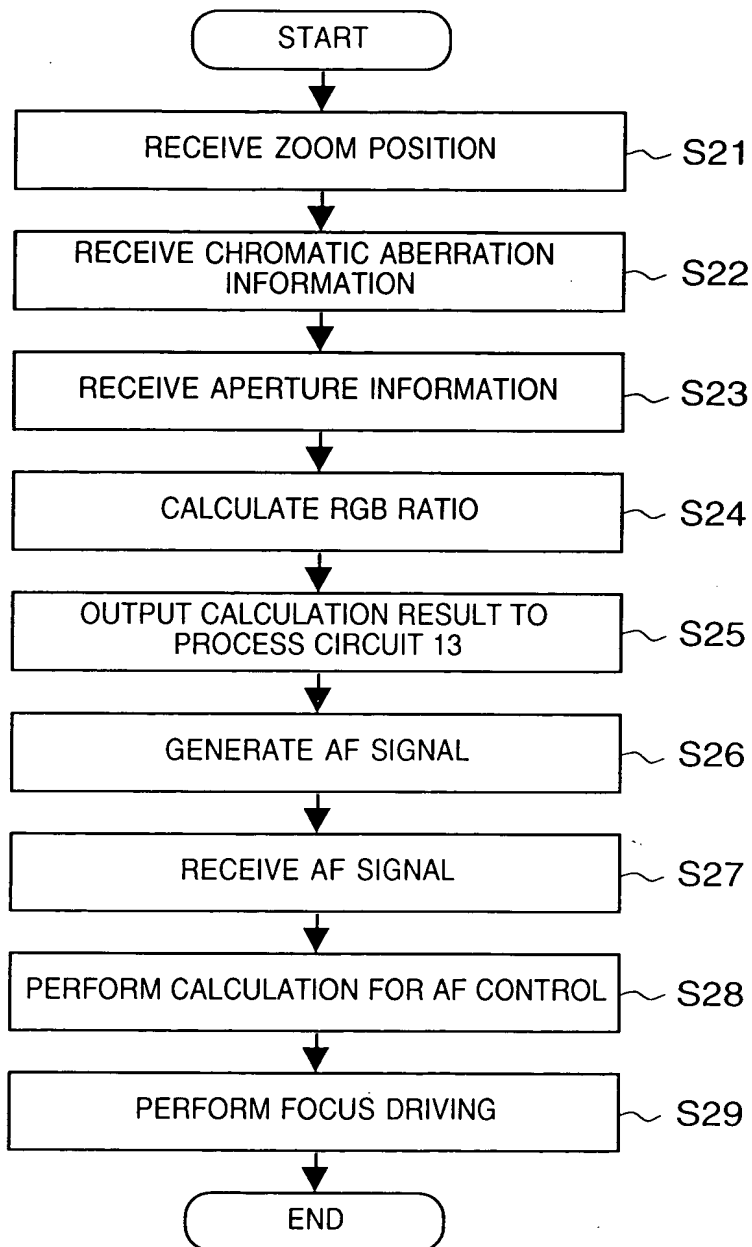 START
RECEIVE ZOOM POSITION
S21
RECEIVE CHROMATIC ABERRATION
INFORMATION
S22
RECEIVE APERTURE INFORMATION
S23
CALCULATE RGB RATIO
S24
OUTPUT CALCULATION RESULT TO
PROCESS CIRCUIT 13
S25
GENERATE AF SIGNAL
S26
RECEIVE AF SIGNAL
S27
PERFORM CALCULATION FOR AF CONTROL
S28
PERFORM FOCUS DRIVING
S29
END